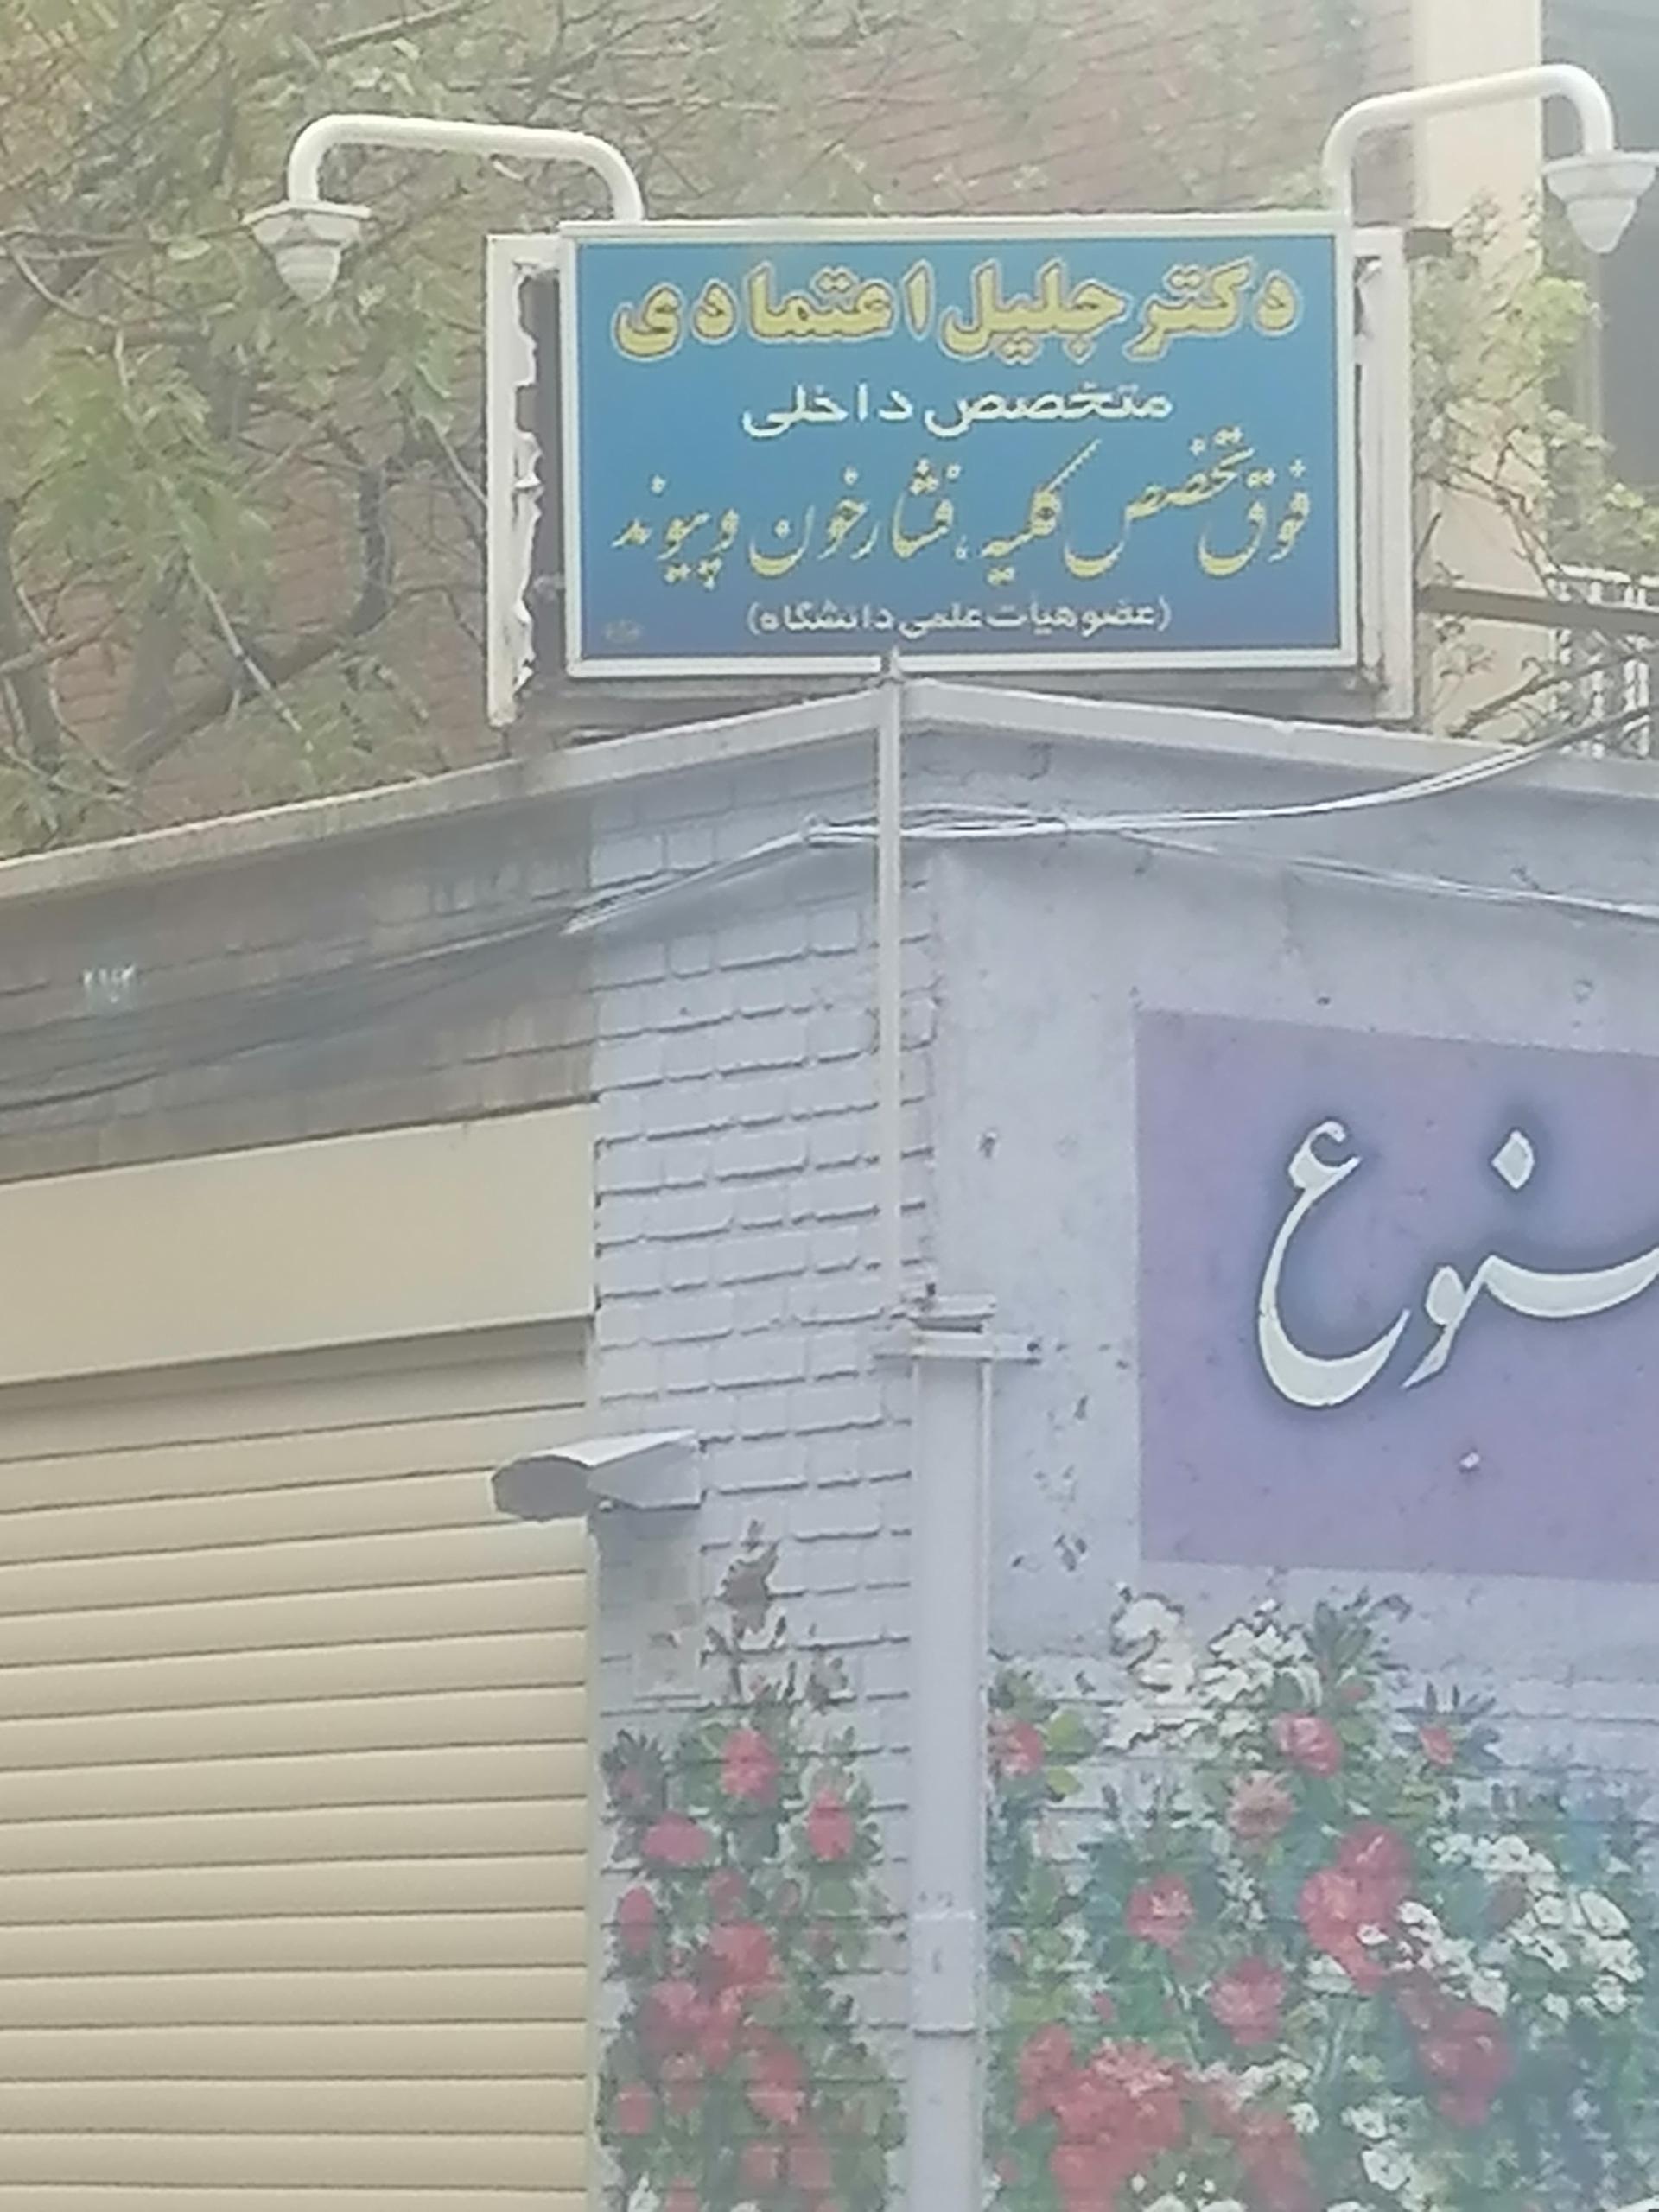 دکتر جلیل اعتمادی
متخصص داخلی
فوق تخصص کلیه، فشارخون و پیوند
(عضو هیات علمی دانشگاه)